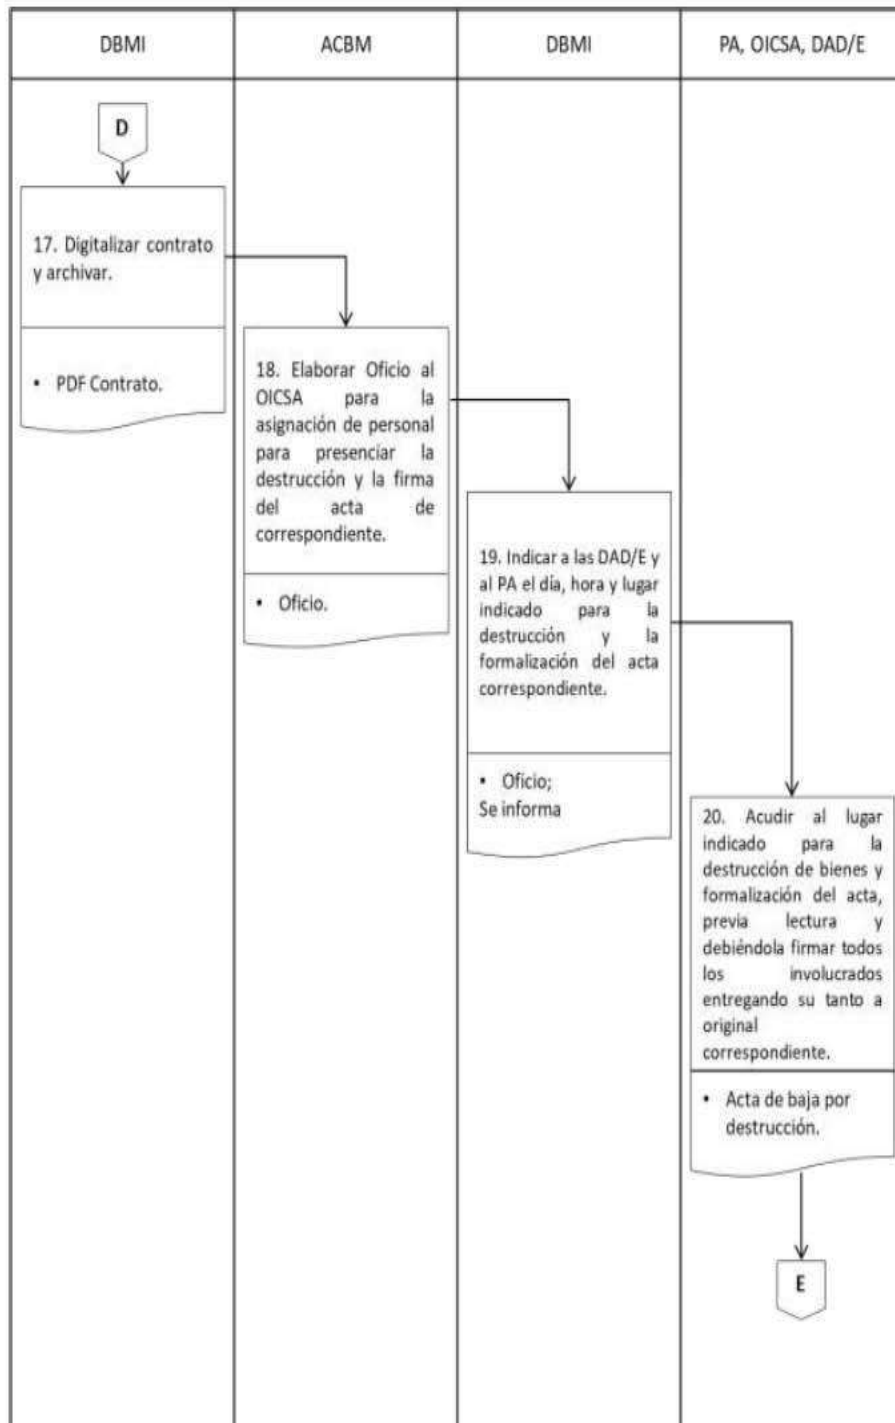 DBMI
ACBM
DBMI
PA, OICSA, DAD/E
D
17. Digitalizar contrato
y archivar.
• PDF Contrato.
18. Elaborar Oficio al
OICSA para la
asignación de personal
para presenciar la
destrucción y la firma
del acta de
correspondiente.
• Oficio.
19. Indicar a las DAD/E y
al PA el día, hora y lugar
indicado para la
destrucción y la
formalización del acta
correspondiente.
• Oficio;
Se informa
20. Acudir al lugar
indicado para la
destrucción de bienes y
formalización del acta,
previa lectura y
debiéndola firmar todos
los involucrados
entregando su tanto a
original
correspondiente.
• Acta de baja por
destrucción.
E